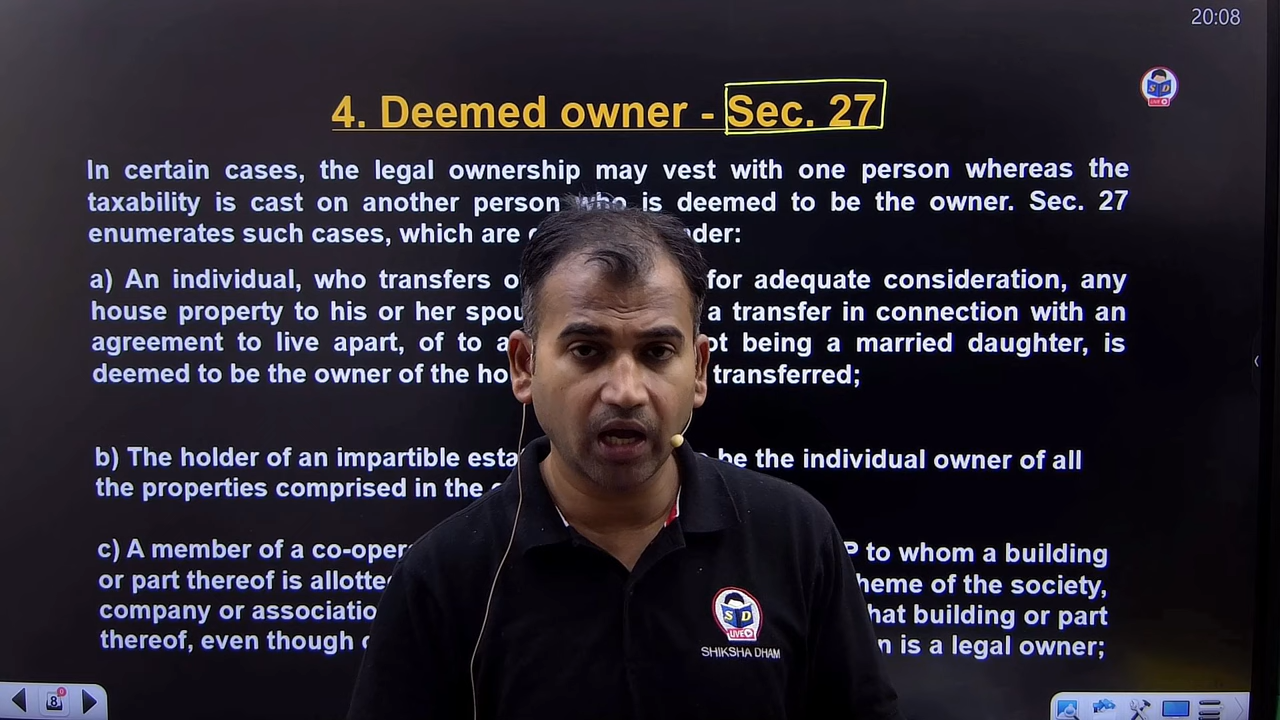 20:08
4. Deemed owner - Sec. 27
S D
LIVE
In certain cases, the legal ownership may vest with one person whereas the
taxability is cast on another person who is deemed to be the owner. Sec. 27
enumerates such cases, which are nder:
a) An individual, who transfers for adequate consideration, any
house property to his or her spou a transfer in connection with an
agreement to live apart, of to a ot being a married daughter, is
deemed to be the owner of the ho transferred;
b) The holder of an impartible esta be the individual owner of all
the properties comprised in the
c) A member of a co-oper P to whom a building
or part thereof is allotte heme of the society,
company or associatio hat building or part
thereof, even though n is a legal owner;
S D
LIVE
SHIKSHA DHAM
8